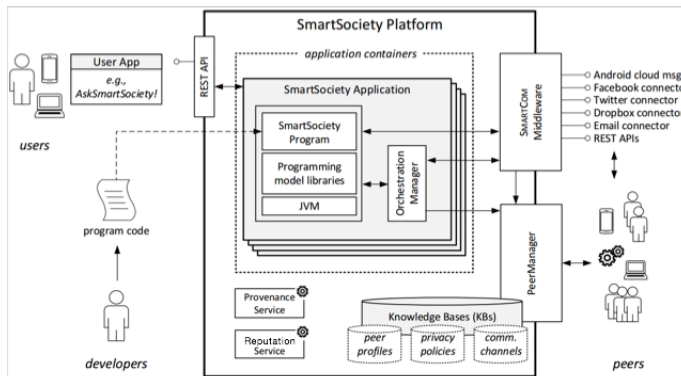 SmartSociety Platform
application containers
User App
e.g.,
AskSmartSociety!
REST API
users
SmartSociety Application
SmartSociety
Program
Programming
model libraries
JVM
Orchestration
Manager
SMARTCOM
Middleware
Android cloud msg
Facebook connecto
Twitter connector
Dropbox connector
Email connector
REST APIs
program code
developers
PeerManager
peers
Provenance
Service
Reputation
Service
Knowledge Bases (KBs)
peer
profiles
privacy
policies
comm.
channels